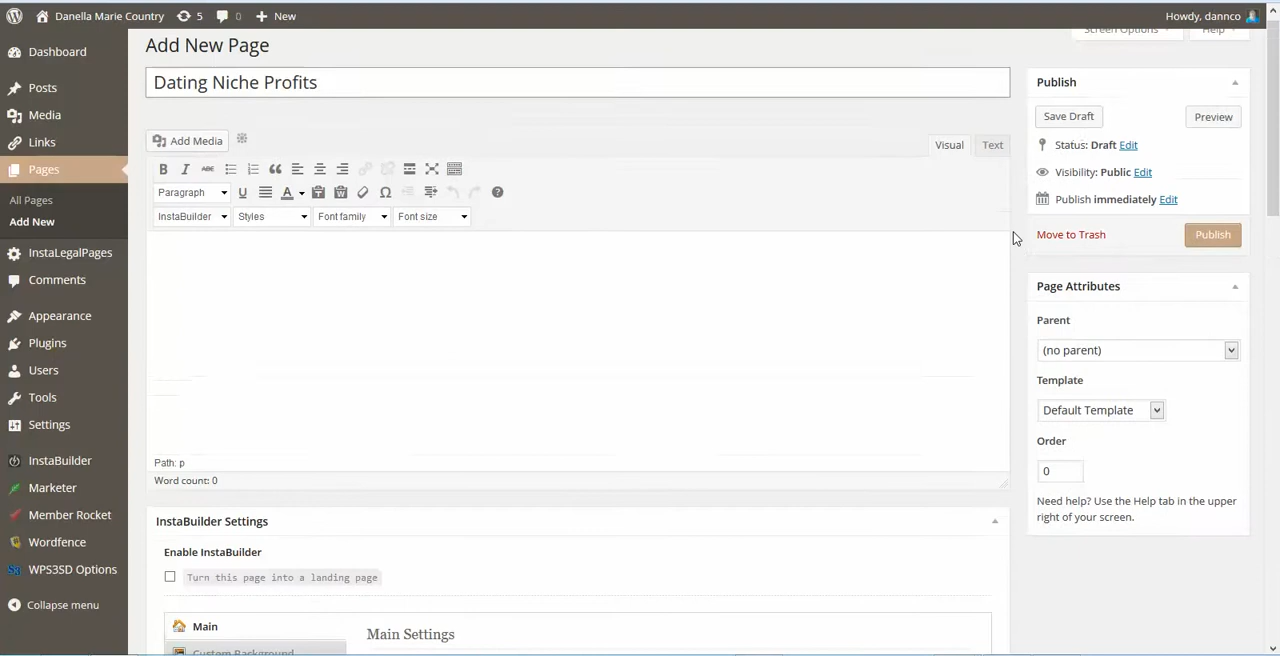 Danella Marie Country 5 0 New Howdy, dannco
Screen Options Help
Dashboard
Posts
Media
Links
Pages
All Pages
Add New
InstaLegalPages
Comments
Appearance
Plugins
Users
Tools
Settings
InstaBuilder
Marketer
Member Rocket
Wordfence
WPS3SD Options
Collapse menu
Add New Page
Dating Niche Profits
Add Media
Visual Text
B I ABC
Paragraph U A
InstaBuilder Styles Font family Font size
Path: p
Word count: 0
InstaBuilder Settings
Enable InstaBuilder
Turn this page into a landing page
Main
Custom Background
Main Settings
Publish
Save Draft Preview
Status: Draft Edit
Visibility: Public Edit
Publish immediately Edit
Move to Trash Publish
Page Attributes
Parent
(no parent)
Template
Default Template
Order
0
Need help? Use the Help tab in the upper
right of your screen.